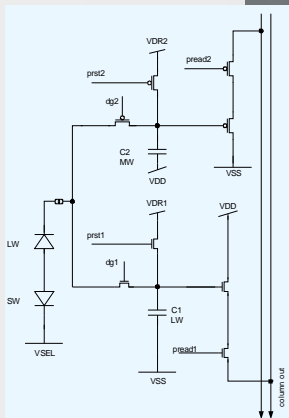 VDR2
prst2
pread2
dg2
C2
MW
VDD
VSS
VDR1
VDD
LW
prst1
dg1
SW
C1
LW
VSEL
pread1
VSS
column out